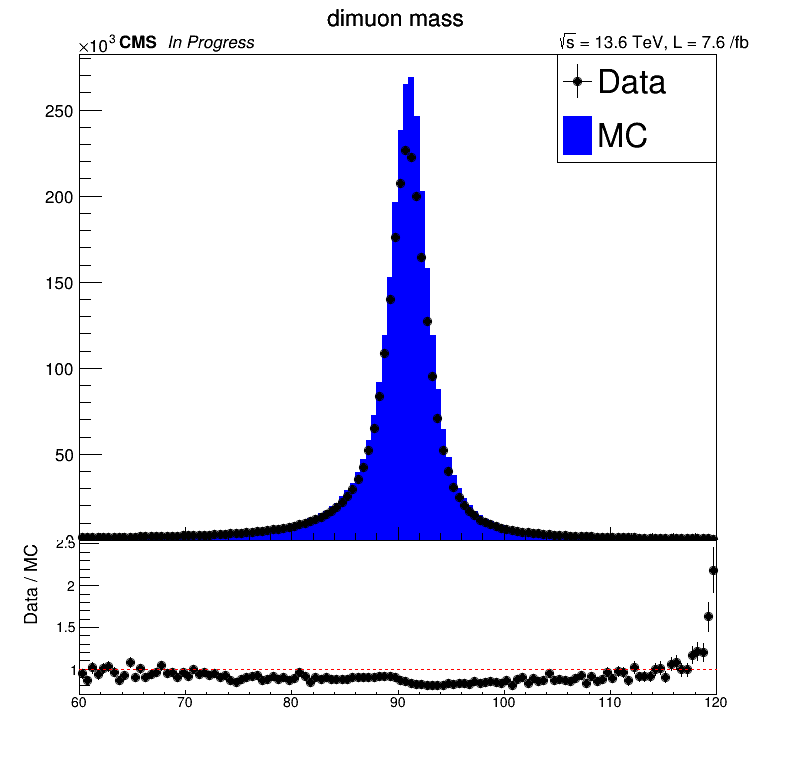 dimuon mass
×10³ CMS In Progress √s = 13.6 TeV, L = 7.6 /fb
Data
MC
250
200
150
100
50
0
2.5
2
1.5
1
Data / MC
60 70 80 90 100 110 120